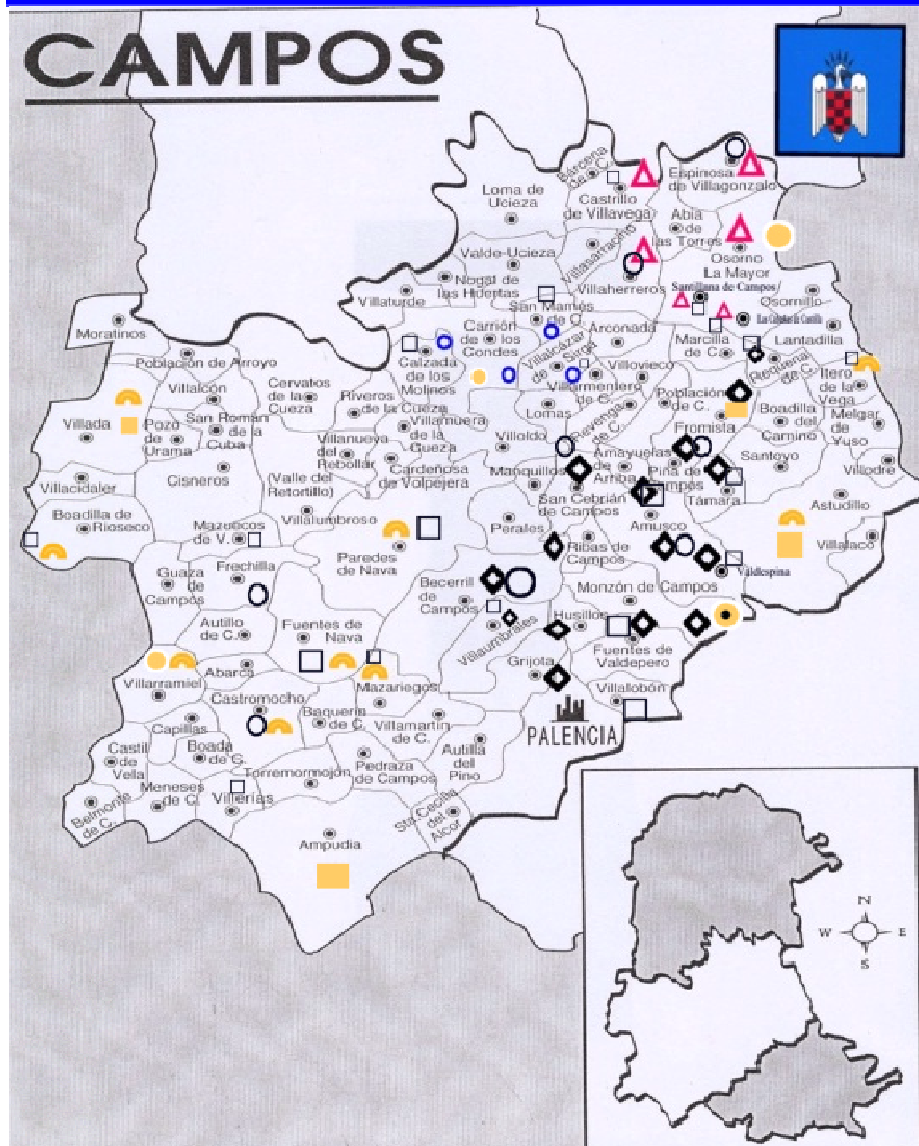 CAMPOS
Bárcena
de C.
Espinosa
de Villagonzalo
Loma de
Ucieza
Castrillo
de Villavega
Abia
de
las Torres
Villasarracino
Valde-Ucieza
Osorno
La Mayor
Nogal de
las Huertas
Villaherreros
Santillana de Campos
Villaturde
Osornillo
San Mamés
de C.
Moratinos
Carrión
de los
Condes
Arconada
Lantadilla
Marcilla
de C.
Villalcázar
de Sirga
Población de Arroyo
Calzada
de los
Molinos
Villovieco
Requena
de C.
Itero
de la
Vega
Villalcón
Cervatos
de la
Cueza
Villarmentero
de C.
Población
de C.
Riveros
de la Cueza
Lomas
Boadilla
del
Camino
Melgar
de
Yuso
Villada
Pozo
de
Urama
San Román
de la
Cuba
Villamuera
de la
Gueza
Revenga
de C.
Fromista
Villanueva
del
Rebollar
Villoldo
Amayuelas
de
Arriba
Santoyo
Cisneros
Cardeñosa
de Volpejera
Manquillos
Piña de
Campos
Villodre
Villacidaler
(Valle del
Retortillo)
San Cebrián
de Campos
Támara
Astudillo
Boadilla de
Rioseco
Mazuecos
de V.
Villalumbroso
Perales
Amusco
Villalaco
Paredes
de Nava
Ribas de
Campos
Valdespina
Guaza
de
Campos
Frechilla
Becerril
de
Campos
Monzón de Campos
Autillo
de C.
Fuentes de
Nava
Husillos
Villaumbrales
Fuentes de
Valdepero
Abarca
Grijota
Villarramiel
Mazariegos
Villallobón
Castromocho
Baquerín
de C.
Villamartín
de C.
PALENCIA
Capillas
Castil
de
Vella
Boada
de C.
Autilla
del
Pino
Torremormojón
Pedraza
de Campos
Meneses
de C.
Villerías
Belmonte
de C.
Sta Cecilia
del
Alcor
Ampudia
N
W
E
S